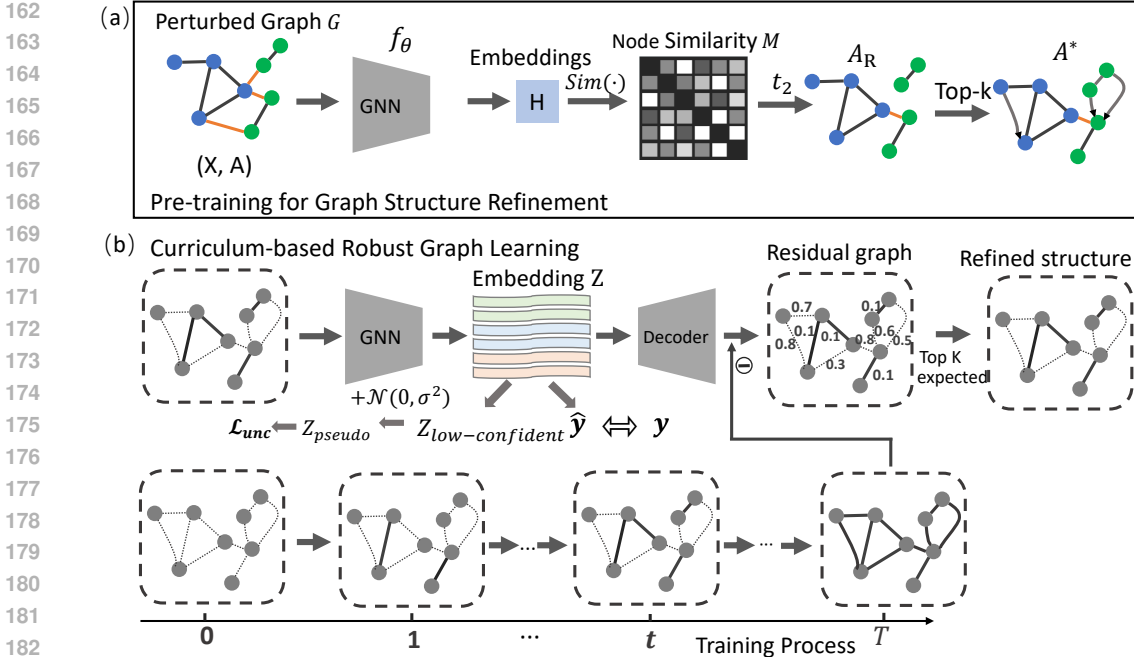 162
163
164
165
166
167
168
169
170
171
172
173
174
175
176
177
178
179
180
181
182
(a)
Perturbed Graph G
(X, A)
f_θ
GNN
Embeddings
H
Sim(·)
Node Similarity M
t_2
A_R
Top-k
A^*
Pre-training for Graph Structure Refinement
(b) Curriculum-based Robust Graph Learning
GNN
Embedding Z
Decoder
⊖
Residual graph
0.7
0.1
0.8
0.1
0.3
0.8
0.1
0.6
0.5
0.1
Top K
expected
Refined structure
+𝒩(0, σ^2)
ℒ_unc
Z_pseudo
Z_low−confident
ŷ ⇔ y
...
...
0
1
...
t
Training Process
T